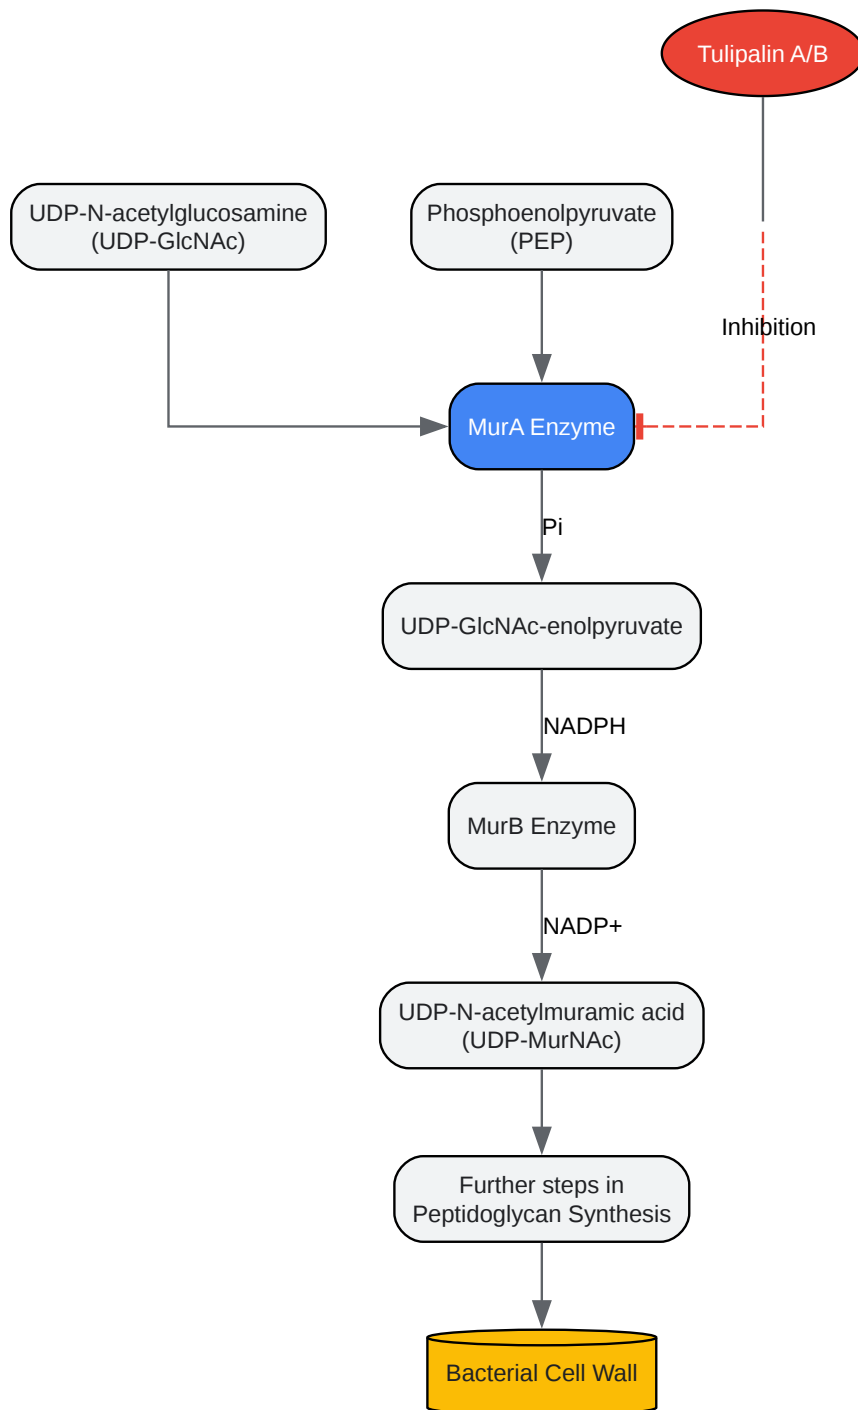 Tulipalin A/B
UDP-N-acetylglucosamine
(UDP-GlcNAc)
Phosphoenolpyruvate
(PEP)
Inhibition
MurA Enzyme
Pi
UDP-GlcNAc-enolpyruvate
NADPH
MurB Enzyme
NADP+
UDP-N-acetylmuramic acid
(UDP-MurNAc)
Further steps in
Peptidoglycan Synthesis
Bacterial Cell Wall